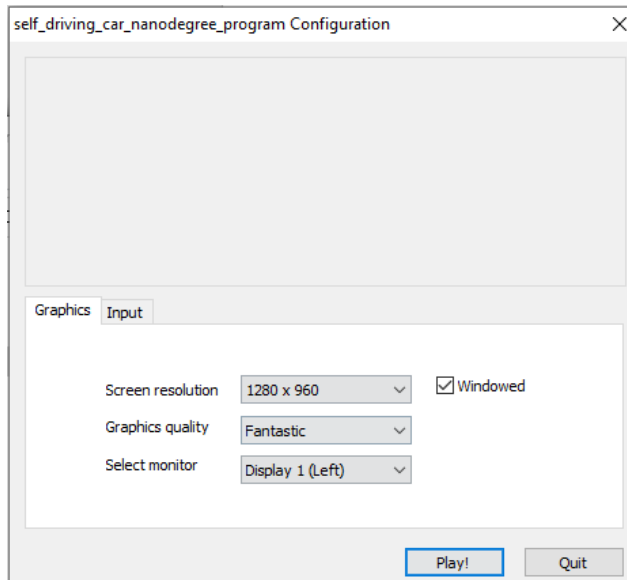 self_driving_car_nanodegree_program Configuration
Graphics
Input
Screen resolution
1280 x 960
Windowed
Graphics quality
Fantastic
Select monitor
Display 1 (Left)
Play!
Quit